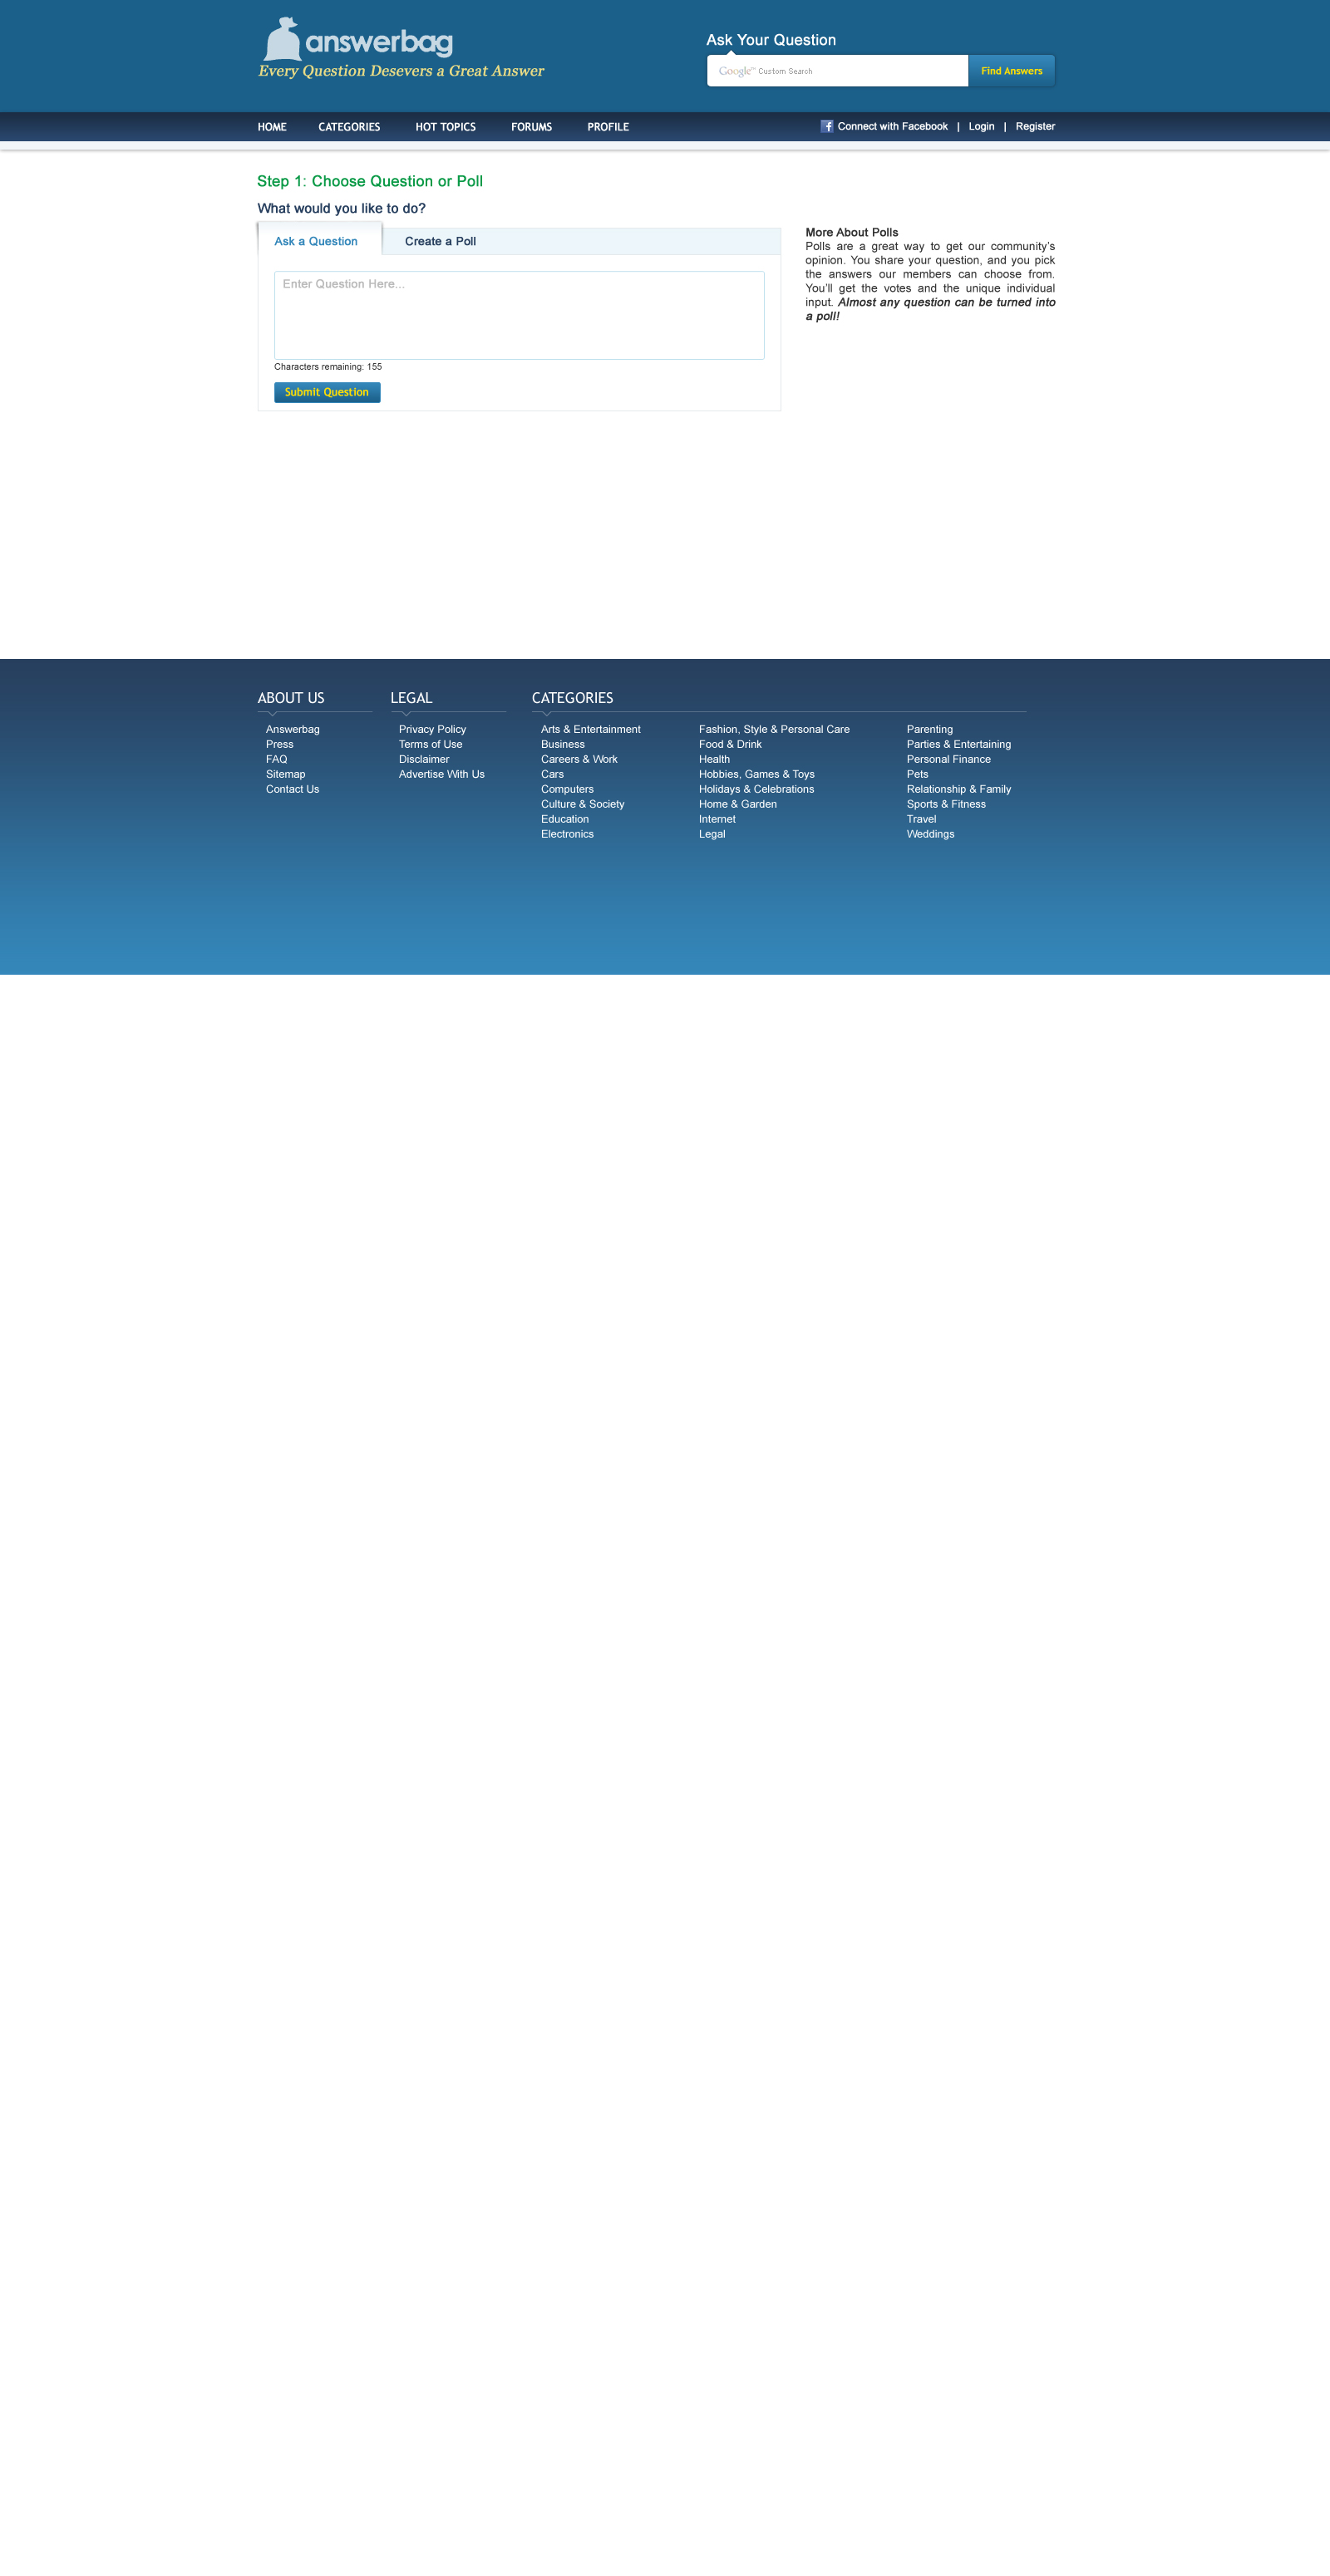 answerbag
Every Question Desevers a Great Answer
Ask Your Question
Google™ Custom Search
Find Answers
HOME CATEGORIES HOT TOPICS FORUMS PROFILE
Connect with Facebook | Login | Register
Step 1: Choose Question or Poll
What would you like to do?
Ask a Question Create a Poll
Enter Question Here...
Characters remaining: 155
Submit Question
More About Polls
Polls are a great way to get our community's
opinion. You share your question, and you pick
the answers our members can choose from.
You'll get the votes and the unique individual
input. Almost any question can be turned into
a poll!
ABOUT US
Answerbag
Press
FAQ
Sitemap
Contact Us
LEGAL
Privacy Policy
Terms of Use
Disclaimer
Advertise With Us
CATEGORIES
Arts & Entertainment
Business
Careers & Work
Cars
Computers
Culture & Society
Education
Electronics
Fashion, Style & Personal Care
Food & Drink
Health
Hobbies, Games & Toys
Holidays & Celebrations
Home & Garden
Internet
Legal
Parenting
Parties & Entertaining
Personal Finance
Pets
Relationship & Family
Sports & Fitness
Travel
Weddings